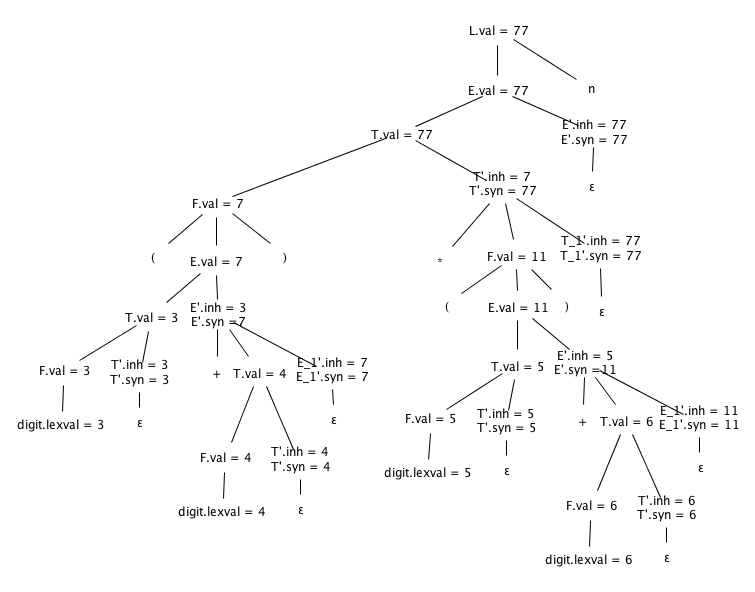 L.val = 77
E.val = 77
n
T.val = 77
E'.inh = 77
E'.syn = 77
ε
F.val = 7
T'.inh = 7
T'.syn = 77
(
E.val = 7
)
*
F.val = 11
T_1'.inh = 77
T_1'.syn = 77
ε
T.val = 3
E'.inh = 3
E'.syn =7
(
E.val = 11
)
F.val = 3
T'.inh = 3
T'.syn = 3
+
T.val = 4
E_1'.inh = 7
E_1'.syn = 7
T.val = 5
E'.inh = 5
E'.syn =11
digit.lexval = 3
ε
ε
F.val = 5
T'.inh = 5
T'.syn = 5
+
T.val = 6
E_1'.inh = 11
E_1'.syn = 11
F.val = 4
T'.inh = 4
T'.syn = 4
digit.lexval = 5
ε
ε
digit.lexval = 4
ε
F.val = 6
T'.inh = 6
T'.syn = 6
digit.lexval = 6
ε